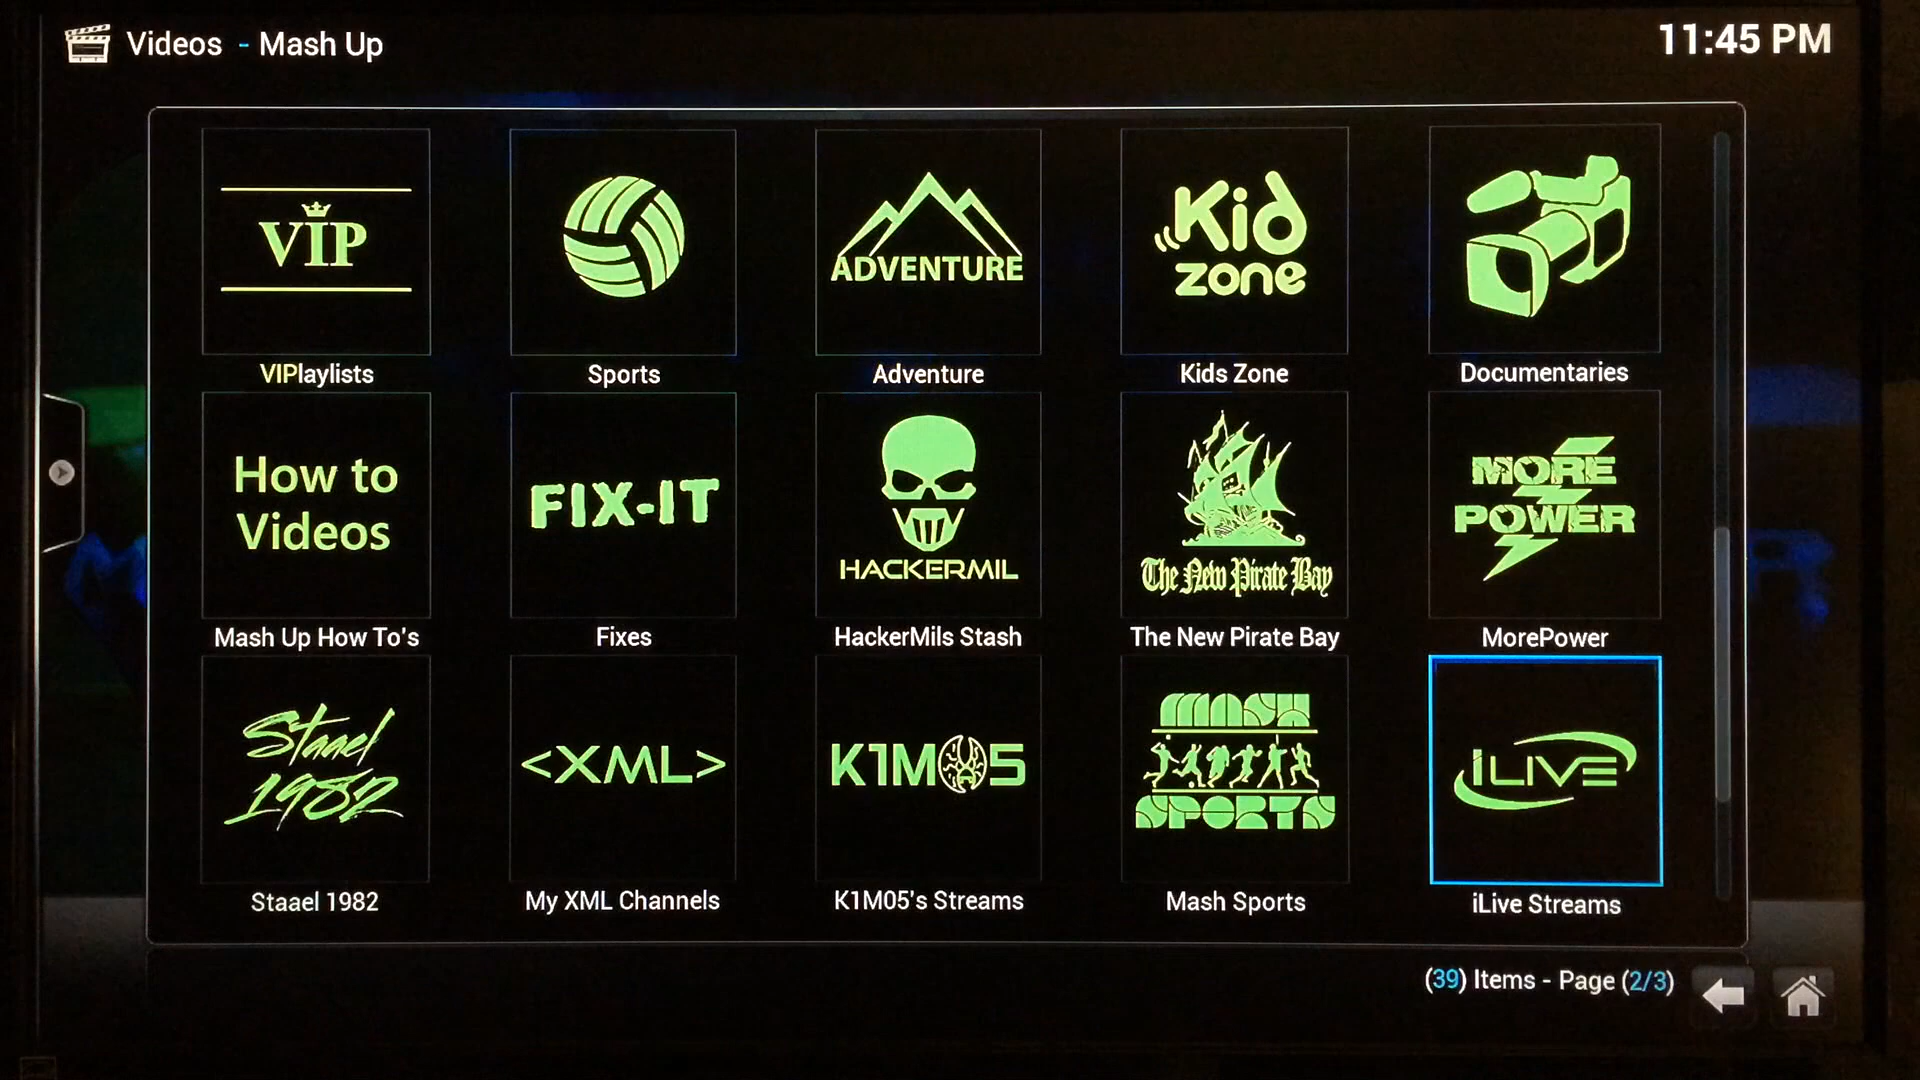 Videos - Mash Up
11:45 PM
VIP
ADVENTURE
Kid
zone
VIPlaylists
Sports
Adventure
Kids Zone
Documentaries
How to
Videos
FIX-IT
HACKERMIL
The New Pirate Bay
MORE
POWER
Mash Up How To's
Fixes
HackerMils Stash
The New Pirate Bay
MorePower
Staael
1982
<XML>
K1M05
MASH
SPORTS
iLIVE
Staael 1982
My XML Channels
K1M05's Streams
Mash Sports
iLive Streams
(39) Items - Page (2/3)